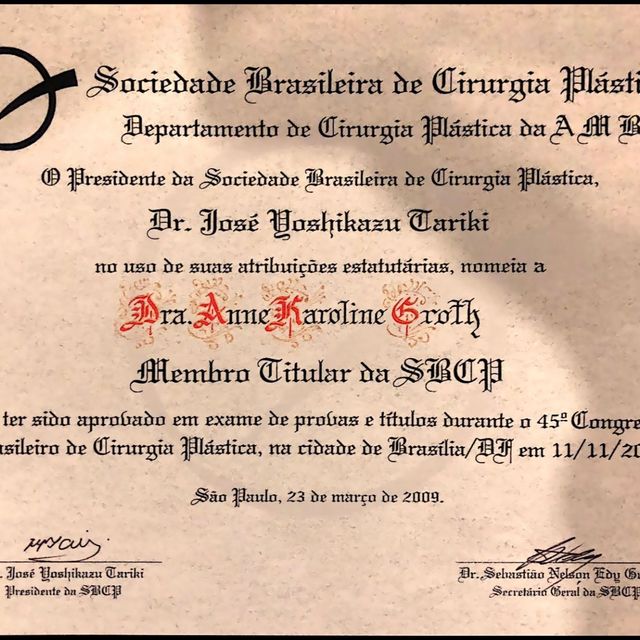 Sociedade Brasileira de Cirurgia Plásti
Departamento de Cirurgia Plástica da A M B
O Presidente da Sociedade Brasileira de Cirurgia Plástica,
Dr. José Yoshikazu Tariki
no uso de suas atribuições estatutárias, nomeia a
Dra. Anne Karoline Groth
Membro Titular da SBCP
ter sido aprovado em exame de provas e títulos durante o 45º Congre
asileiro de Cirurgia Plástica, na cidade de Brasília/DF em 11/11/20
São Paulo, 23 de março de 2009.
. José Yoshikazu Tariki
Presidente da SBCP
Dr. Sebastião Nelson Edy Gu
Secretário Geral da SBCP